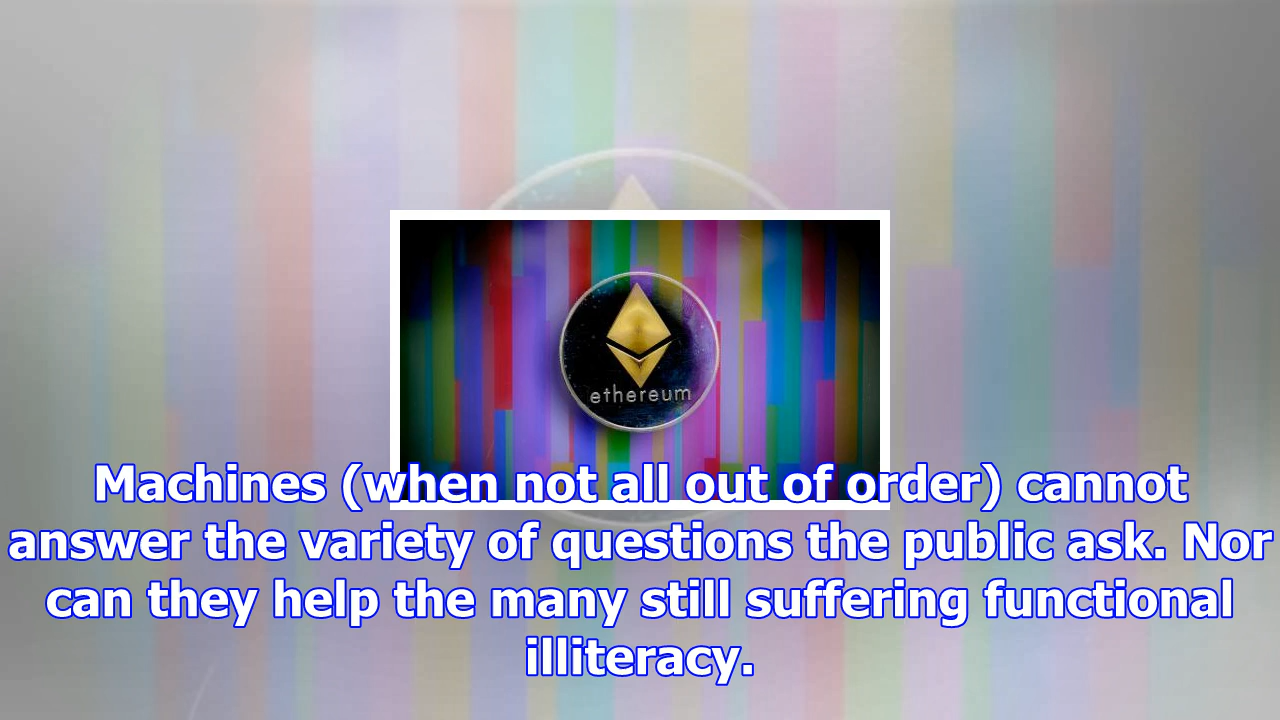 ethereum
Machines (when not all out of order) cannot
answer the variety of questions the public ask. Nor
can they help the many still suffering functional
illiteracy.